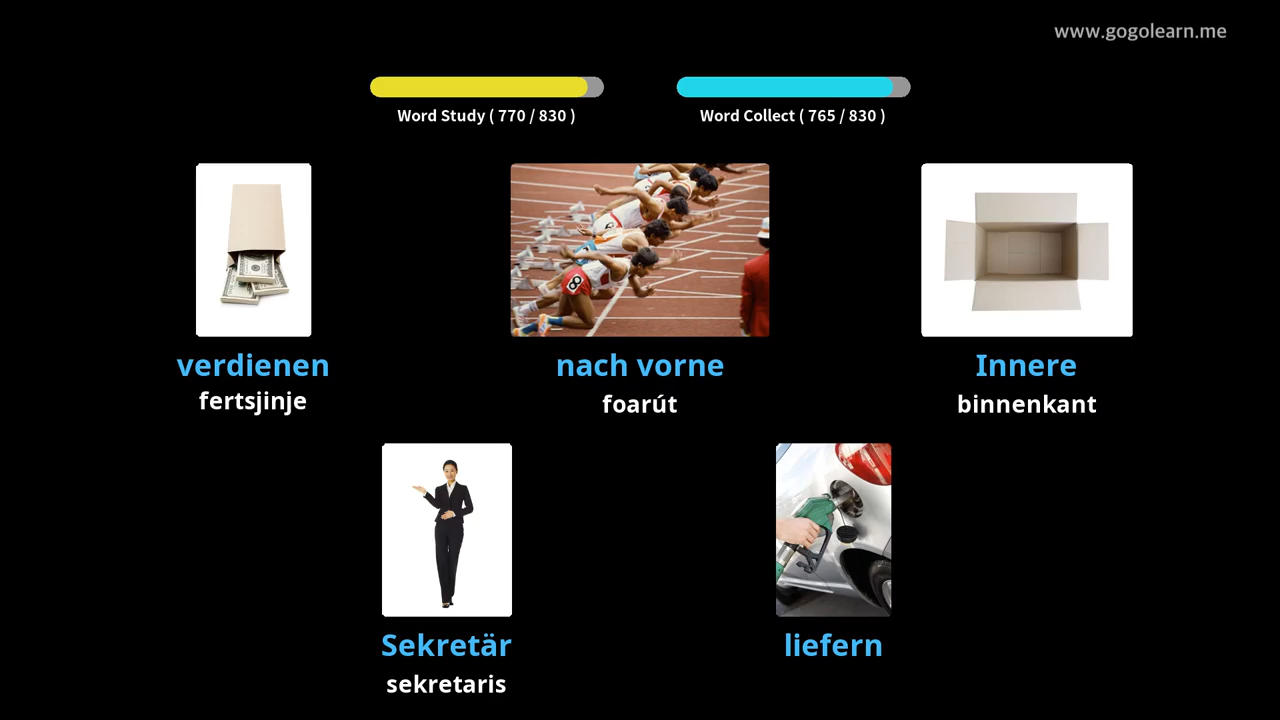 www.gogolearn.me
Word Study ( 770 / 830 )
Word Collect ( 765 / 830 )
verdienen
fertsjinje
nach vorne
foarút
Innere
binnenkant
8
Sekretär
sekretaris
liefern